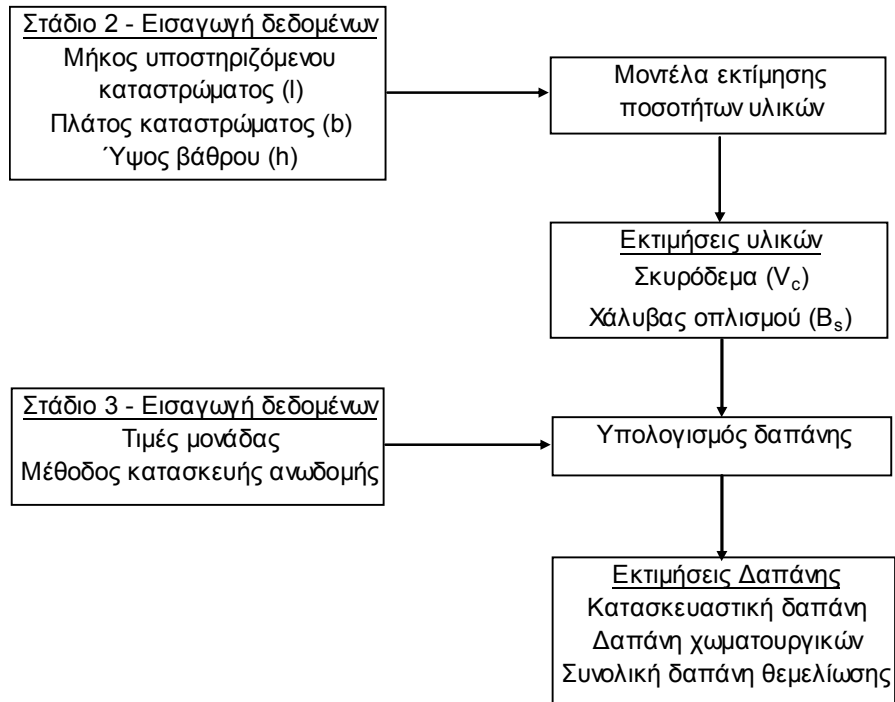 Στάδιο 2 - Εισαγωγή δεδομένων
Μήκος υποστηριζόμενου
καταστρώματος (l)
Πλάτος καταστρώματος (b)
Ύψος βάθρου (h)
Μοντέλα εκτίμησης
ποσοτήτων υλικών
Εκτιμήσεις υλικών
Σκυρόδεμα (Vc)
Χάλυβας οπλισμού (Bs)
Στάδιο 3 - Εισαγωγή δεδομένων
Τιμές μονάδας
Μέθοδος κατασκευής ανωδομής
Υπολογισμός δαπάνης
Εκτιμήσεις Δαπάνης
Κατασκευαστική δαπάνη
Δαπάνη χωματουργικών
Συνολική δαπάνη θεμελίωσης